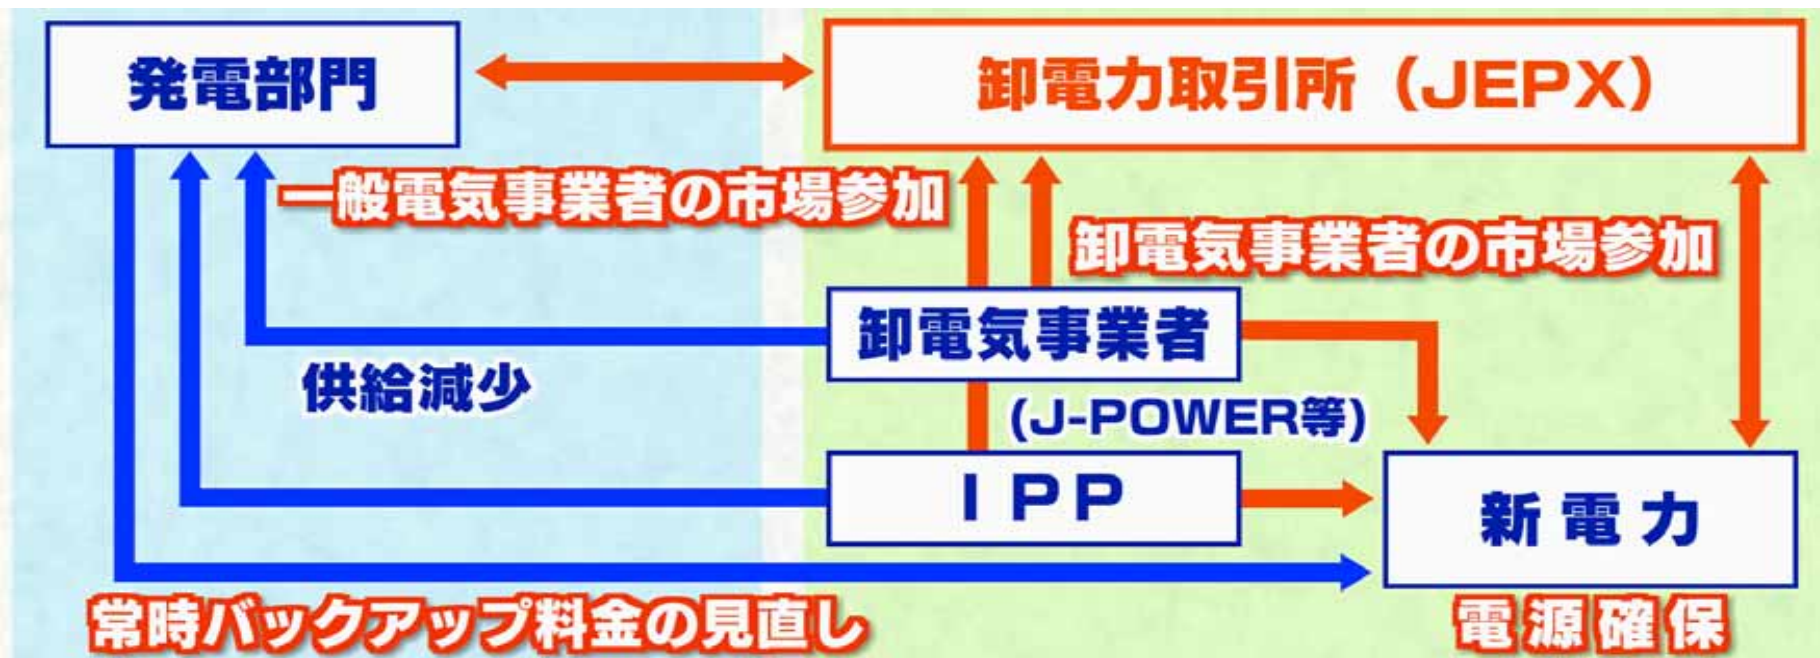 発電部門
卸電力取引所（JEPX）
一般電気事業者の市場参加
卸電気事業者の市場参加
卸電気事業者
供給減少
(J-POWER等)
IPP
新電力
常時バックアップ料金の見直し
電源確保